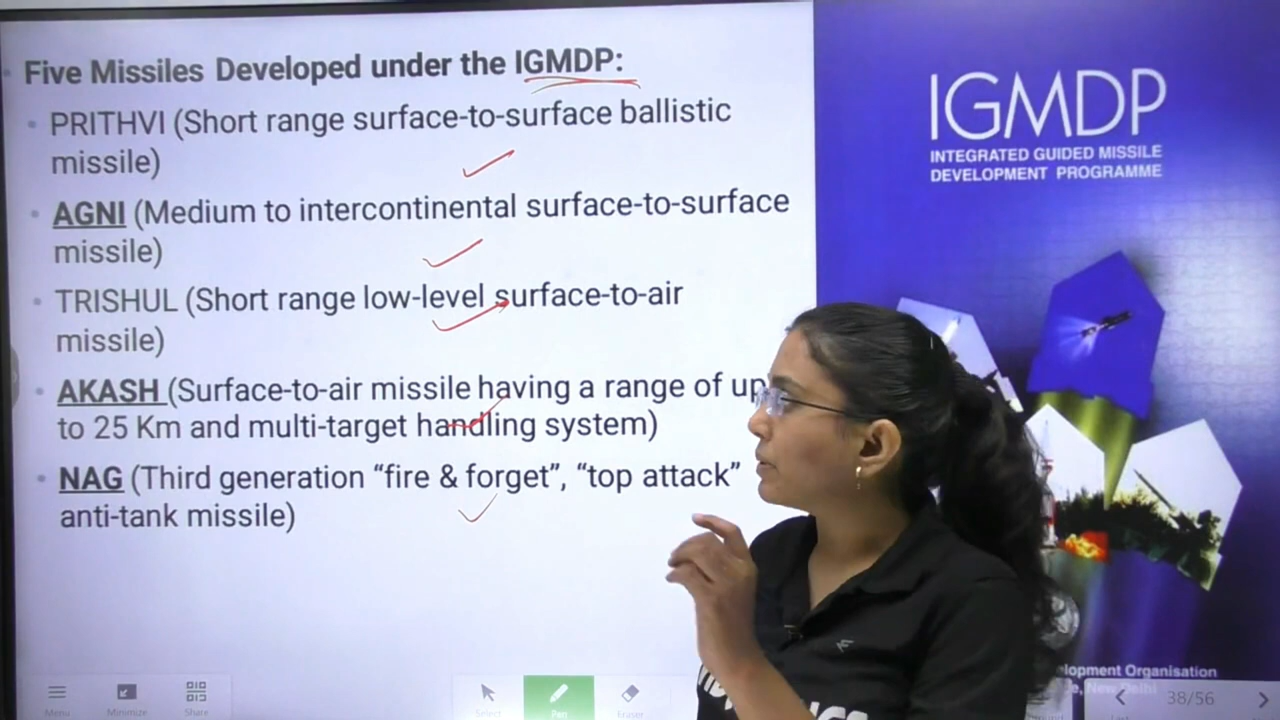 Five Missiles Developed under the IGMDP:
• PRITHVI (Short range surface-to-surface ballistic
missile)
• AGNI (Medium to intercontinental surface-to-surface
missile)
• TRISHUL (Short range low-level surface-to-air
missile)
• AKASH (Surface-to-air missile having a range of up
to 25 Km and multi-target handling system)
• NAG (Third generation “fire & forget”, “top attack”
anti-tank missile)
IGMDP
INTEGRATED GUIDED MISSILE
DEVELOPMENT PROGRAMME
Organisation
Menu
Minimize
Share
Select
Pen
Eraser
38/56